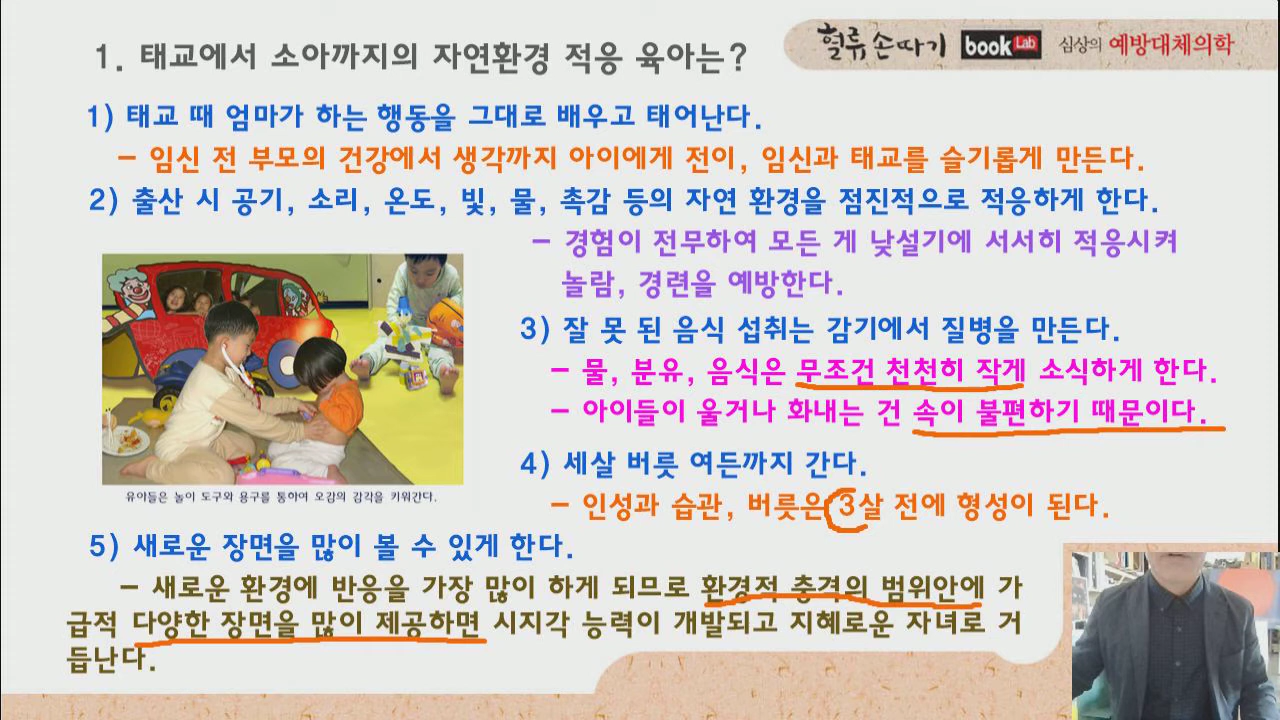 1. 태교에서 소아까지의 자연환경 적응 육아는?
혈류 손따기 book Lab 심상의 예방대체의학
1) 태교 때 엄마가 하는 행동을 그대로 배우고 태어난다.
- 임신 전 부모의 건강에서 생각까지 아이에게 전이, 임신과 태교를 슬기롭게 만든다.
2) 출산 시 공기, 소리, 온도, 빛, 물, 촉감 등의 자연 환경을 점진적으로 적응하게 한다.
- 경험이 전무하여 모든 게 낯설기에 서서히 적응시켜
놀람, 경련을 예방한다.
3) 잘 못 된 음식 섭취는 감기에서 질병을 만든다.
- 물, 분유, 음식은 무조건 천천히 작게 소식하게 한다.
- 아이들이 울거나 화내는 건 속이 불편하기 때문이다.
4) 세살 버릇 여든까지 간다.
- 인성과 습관, 버릇은 3살 전에 형성이 된다.
유아들은 놀이 도구와 용구를 통하여 오감의 감각을 키워간다.
5) 새로운 장면을 많이 볼 수 있게 한다.
- 새로운 환경에 반응을 가장 많이 하게 되므로 환경적 충격의 범위안에 가
급적 다양한 장면을 많이 제공하면 시지각 능력이 개발되고 지혜로운 자녀로 거
듭난다.